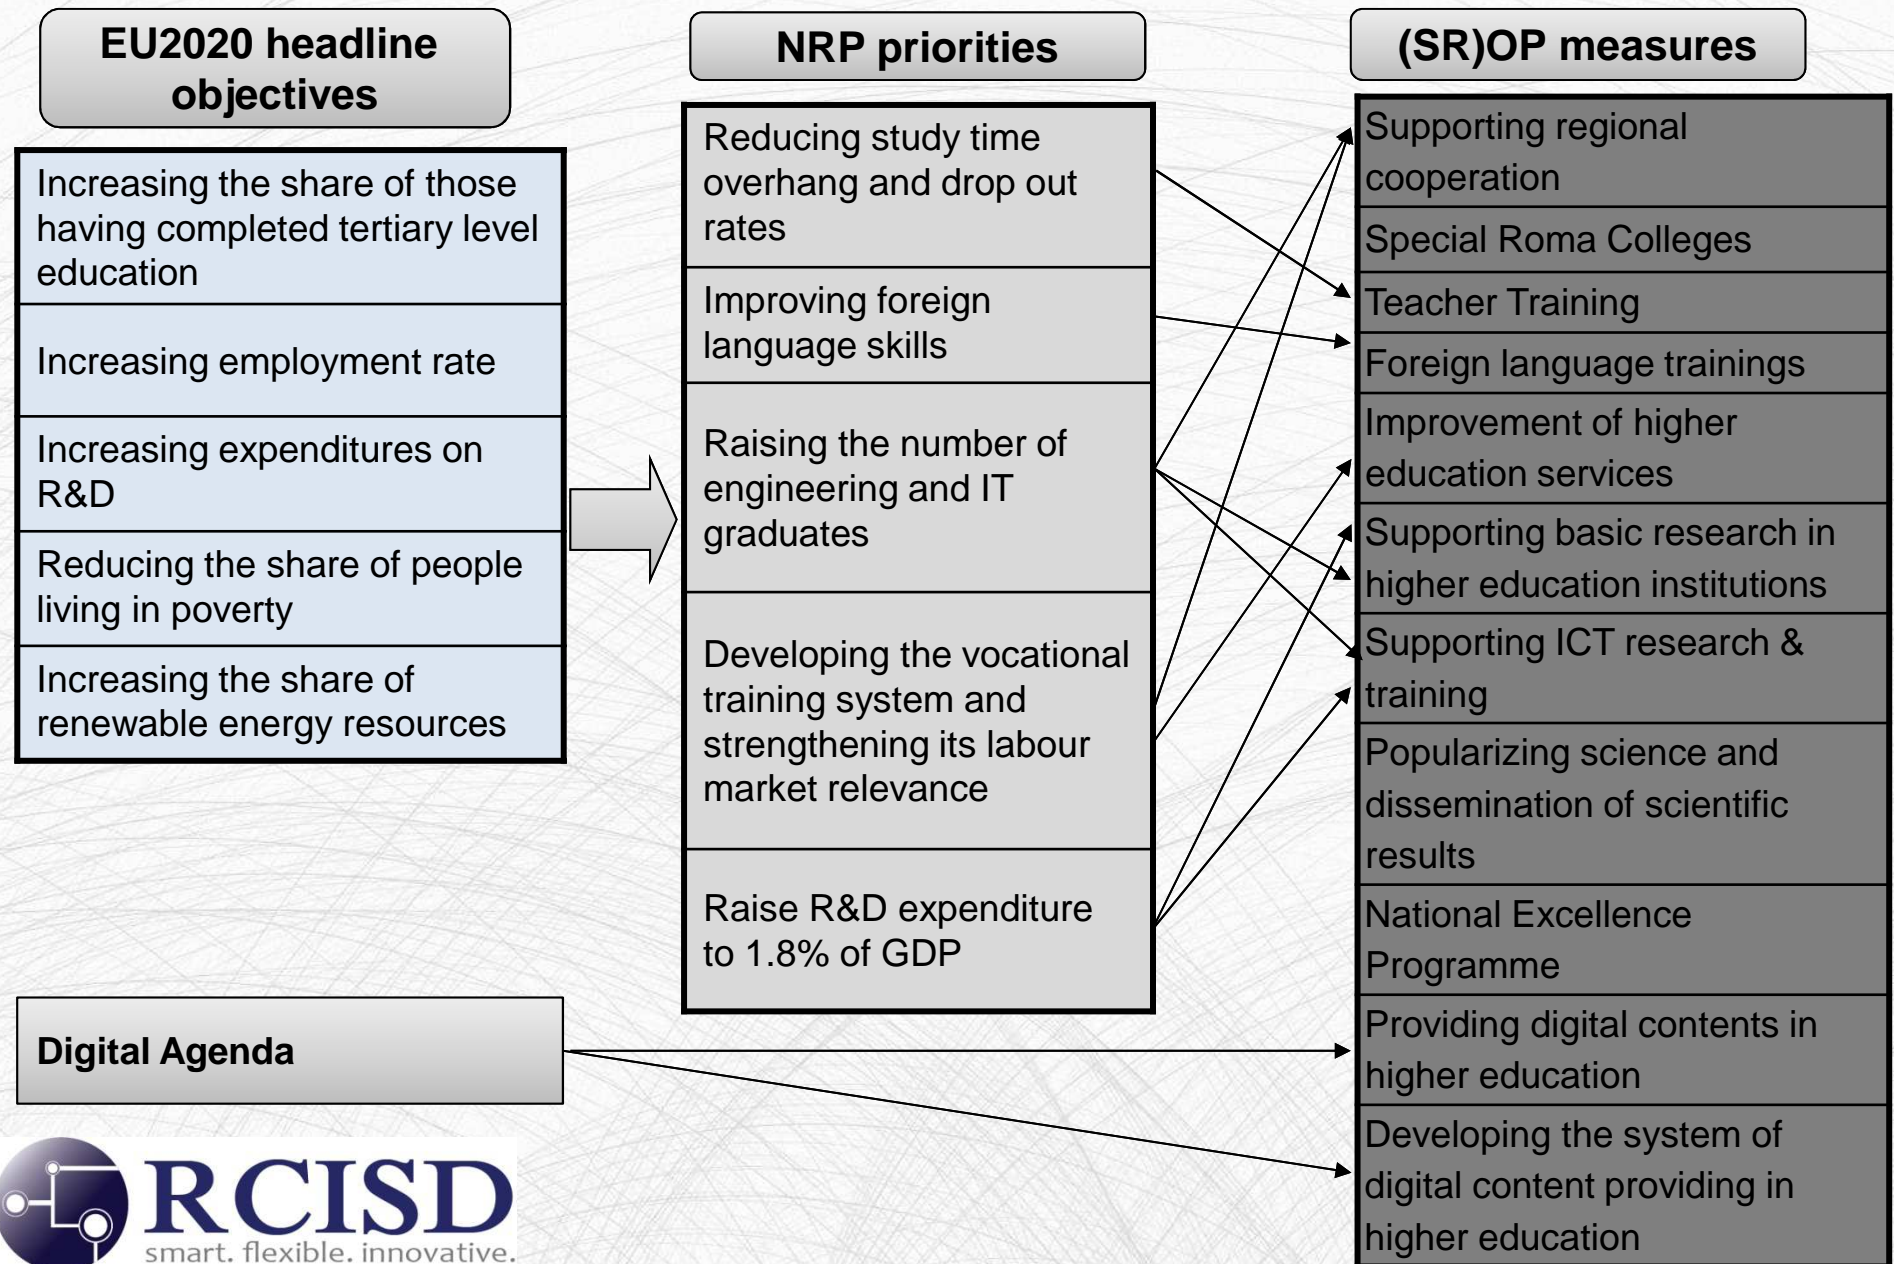 EU2020 headline
objectives
Increasing the share of those
having completed tertiary level
education
Increasing employment rate
Increasing expenditures on
R&D
Reducing the share of people
living in poverty
Increasing the share of
renewable energy resources
Digital Agenda
RCISD
smart. flexible. innovative.
NRP priorities
Reducing study time
overhang and drop out
rates
Improving foreign
language skills
Raising the number of
engineering and IT
graduates
Developing the vocational
training system and
strengthening its labour
market relevance
Raise R&D expenditure
to 1.8% of GDP
(SR)OP measures
Supporting regional
cooperation
Special Roma Colleges
Teacher Training
Foreign language trainings
Improvement of higher
education services
Supporting basic research in
higher education institutions
Supporting ICT research &
training
Popularizing science and
dissemination of scientific
results
National Excellence
Programme
Providing digital contents in
higher education
Developing the system of
digital content providing in
higher education